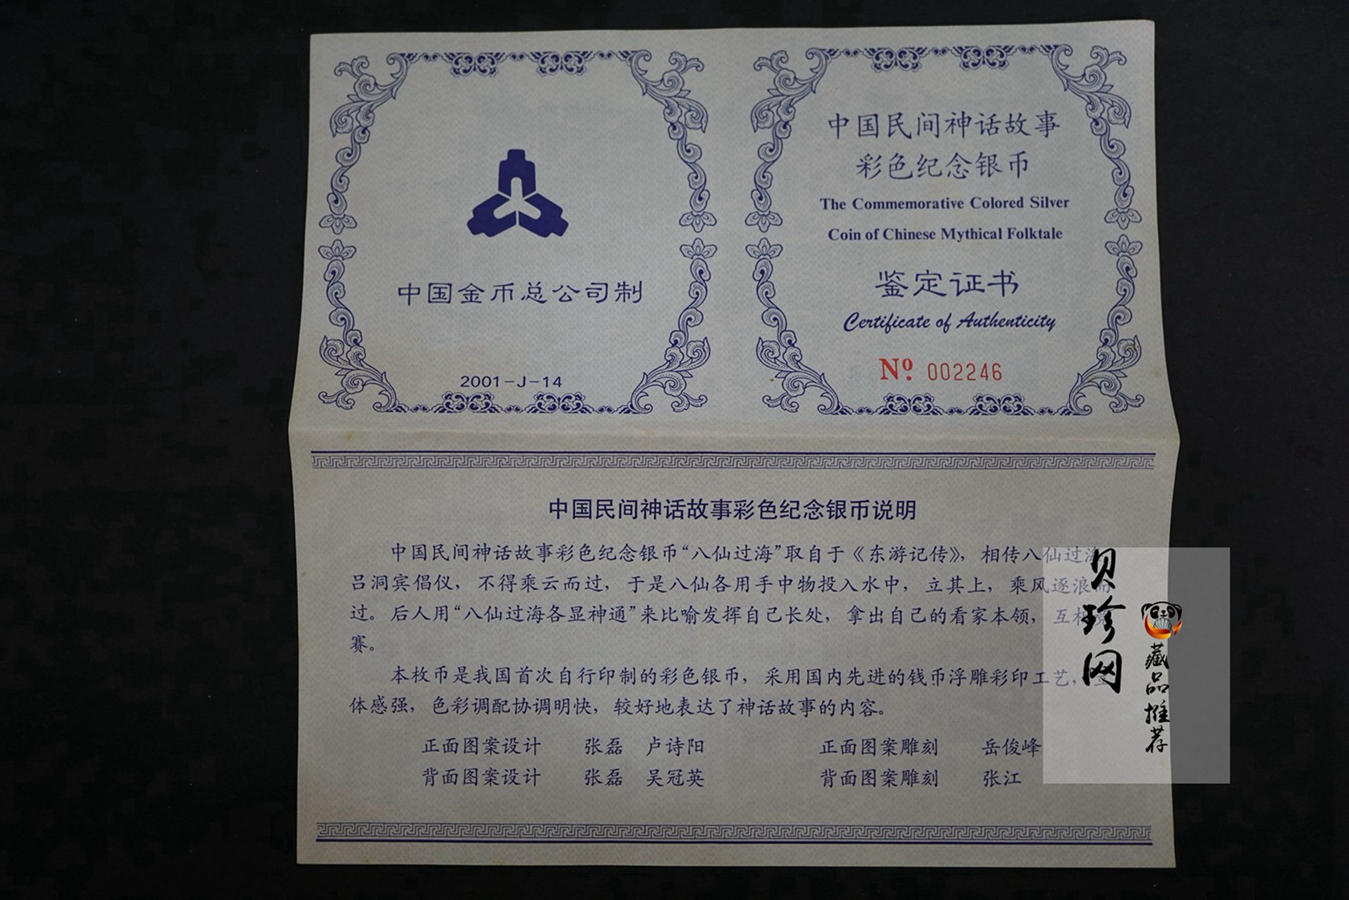 中国金币总公司制
2001-J-14
中国民间神话故事
彩色纪念银币
The Commemorative Colored Silver
Coin of Chinese Mythical Folktale
鉴定证书
Certificate of Authenticity
Nº 002246
中国民间神话故事彩色纪念银币说明
中国民间神话故事彩色纪念银币“八仙过海”取自于《东游记传》，相传八仙过海
吕洞宾倡仪，不得乘云而过，于是八仙各用手中物投入水中，立其上，乘风逐浪而
过。后人用“八仙过海各显神通”来比喻发挥自己长处，拿出自己的看家本领，互相
赛。
本枚币是我国首次自行印制的彩色银币，采用国内先进的钱币浮雕彩印工艺，
体感强，色彩调配协调明快，较好地表达了神话故事的内容。
正面图案设计 张磊 卢诗阳 正面图案雕刻 岳俊峰
背面图案设计 张磊 吴冠英 背面图案雕刻 张江
贝珍网
藏品推荐